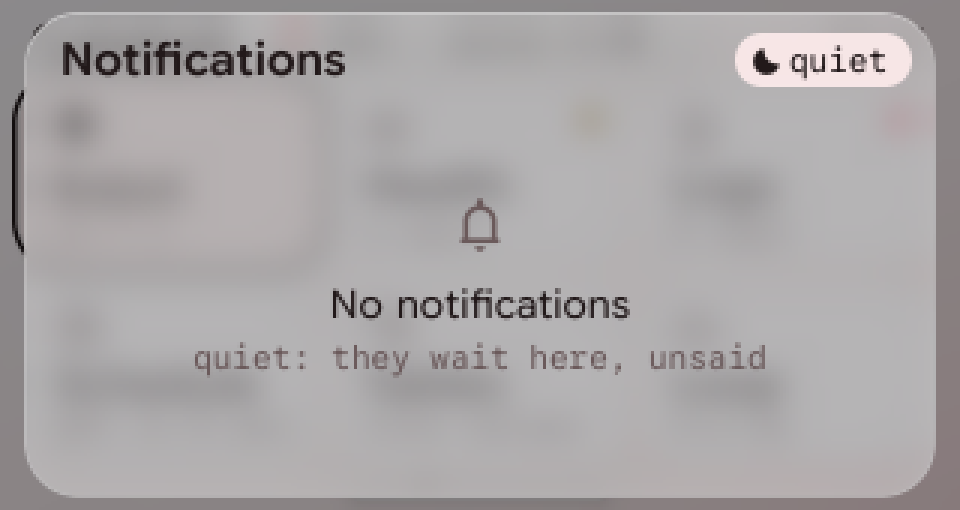 Notifications
quiet
No notifications
quiet: they wait here, unsaid